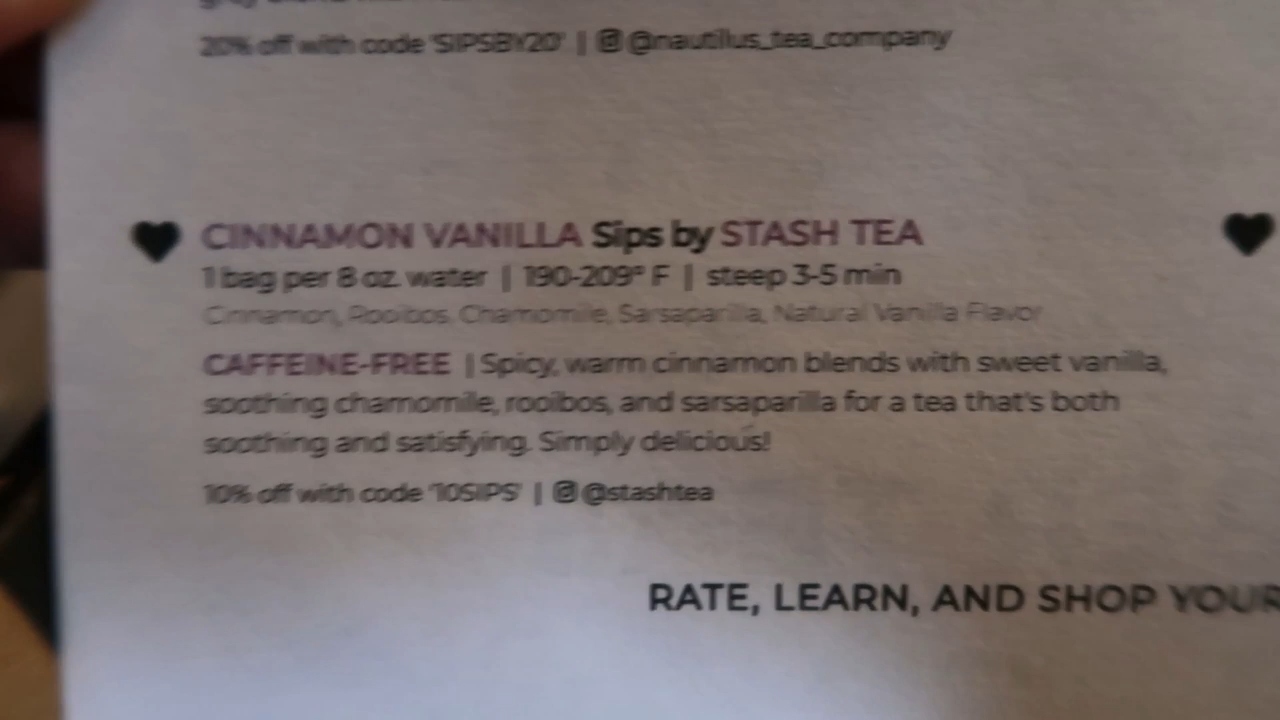 20% off with code 'SIPSBY20' | @nautilus_tea_company
CINNAMON VANILLA Sips by STASH TEA
1 bag per 8 oz. water | 190-209° F | steep 3-5 min
Cinnamon, Rooibos, Chamomile, Sarsaparilla, Natural Vanilla Flavor
CAFFEINE-FREE | Spicy, warm cinnamon blends with sweet vanilla,
soothing chamomile, rooibos, and sarsaparilla for a tea that's both
soothing and satisfying. Simply delicious!
10% off with code '10SIPS' | @stashtea
RATE, LEARN, AND SHOP YOUR